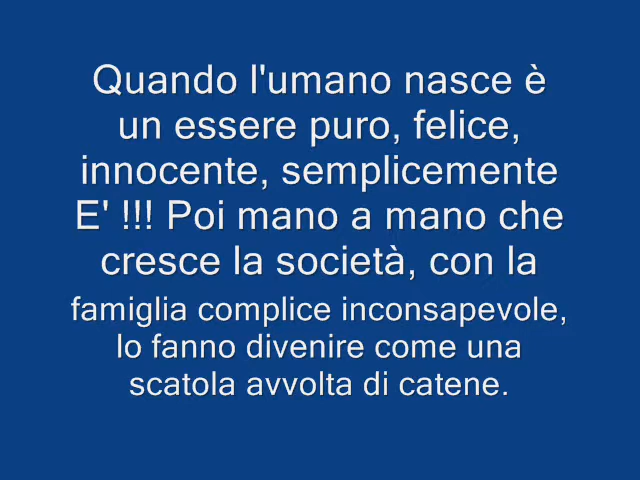 Quando l'umano nasce è
un essere puro, felice,
innocente, semplicemente
E' !!! Poi mano a mano che
cresce la società, con la
famiglia complice inconsapevole,
lo fanno divenire come una
scatola avvolta di catene.